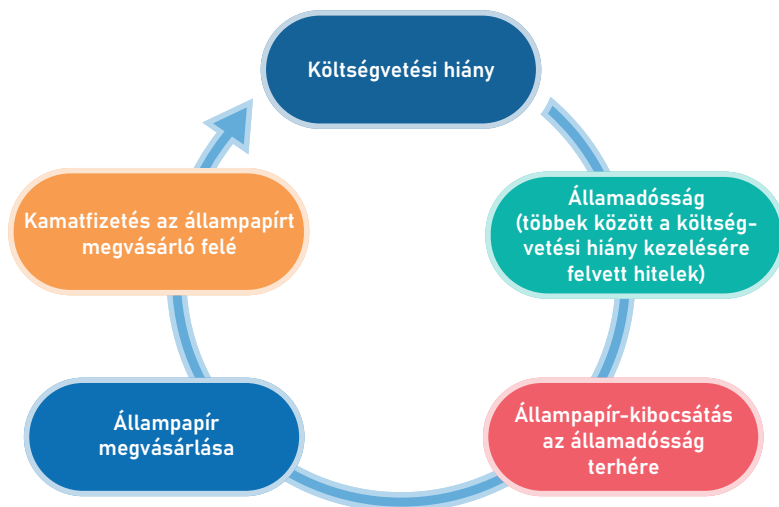 Költségvetési hiány
Államadósság
(többek között a költség-
vetési hiány kezelésére
felvett hitelek)
Állampapír-kibocsátás
az államadósság
terhére
Állampapír
megvásárlása
Kamatfizetés az állampapírt
megvásárló felé